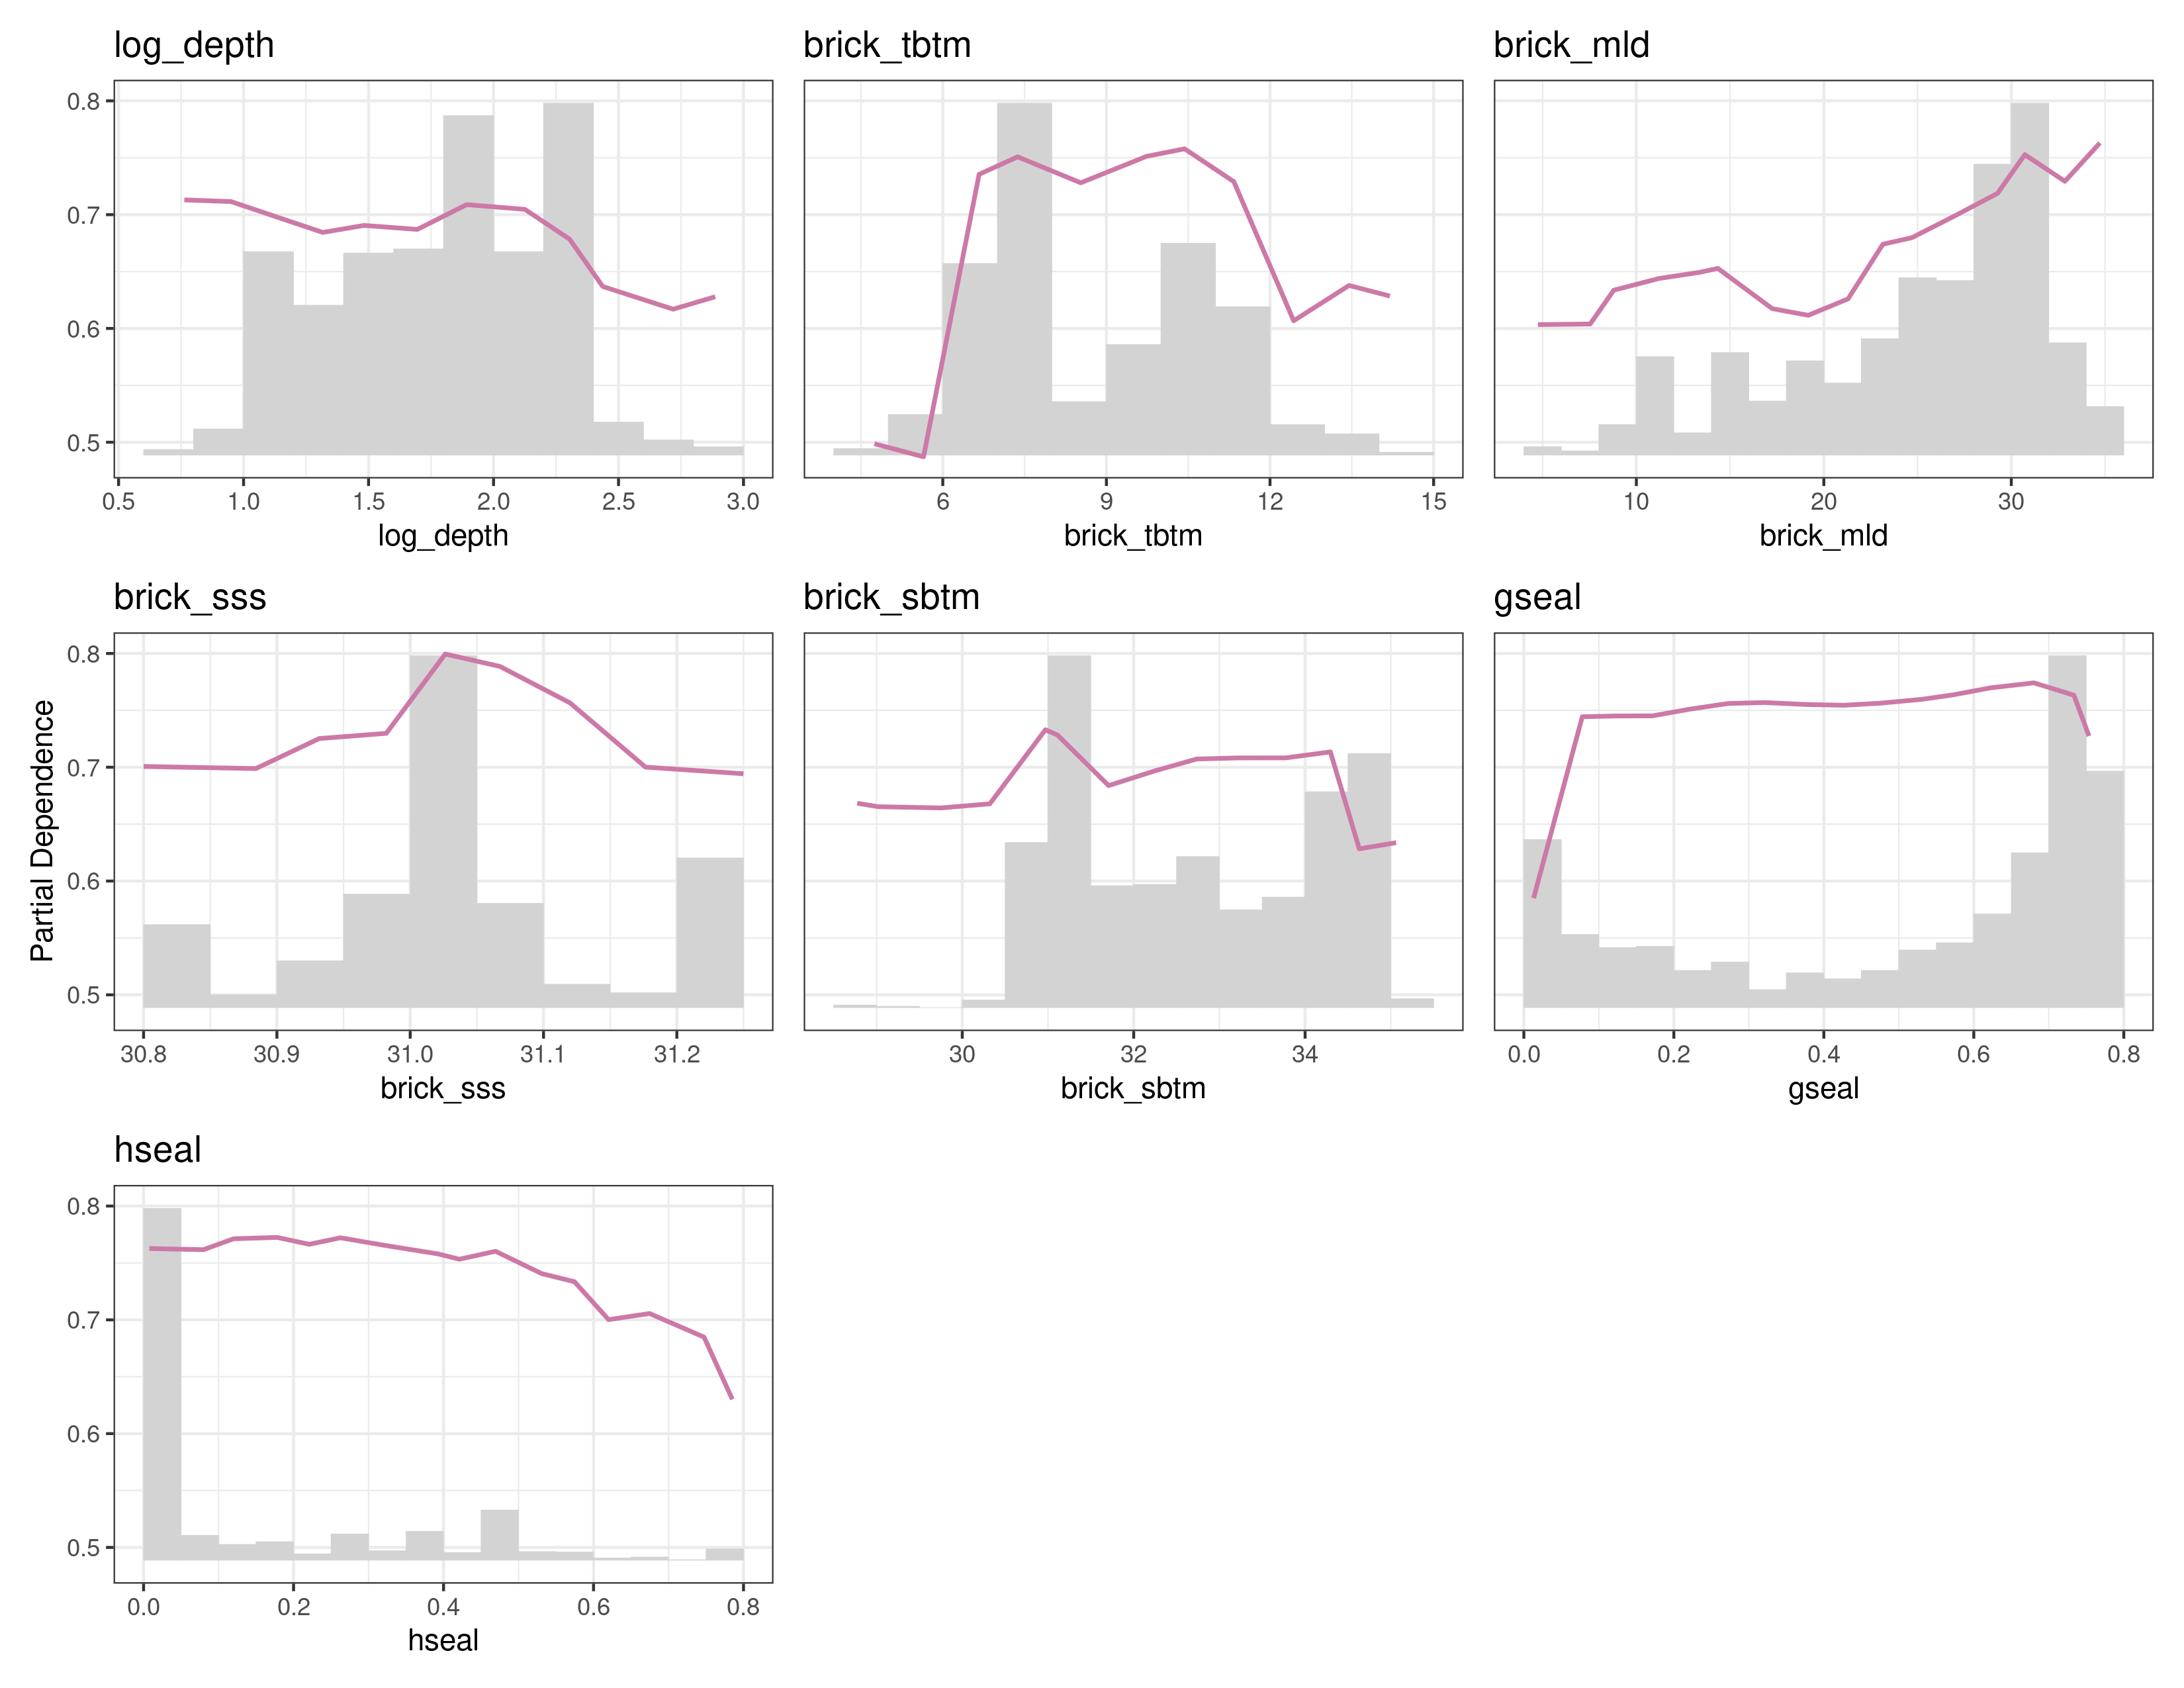 log_depth
brick_tbtm
brick_mld
0.8
0.7
0.6
0.5
0.5 1.0 1.5 2.0 2.5 3.0
6 9 12 15
10 20 30
log_depth
brick_tbtm
brick_mld
brick_sss
brick_sbtm
gseal
Partial Dependence
0.8
0.7
0.6
0.5
30.8 30.9 31.0 31.1 31.2
30 32 34
0.0 0.2 0.4 0.6 0.8
brick_sss
brick_sbtm
gseal
hseal
0.8
0.7
0.6
0.5
0.0 0.2 0.4 0.6 0.8
hseal